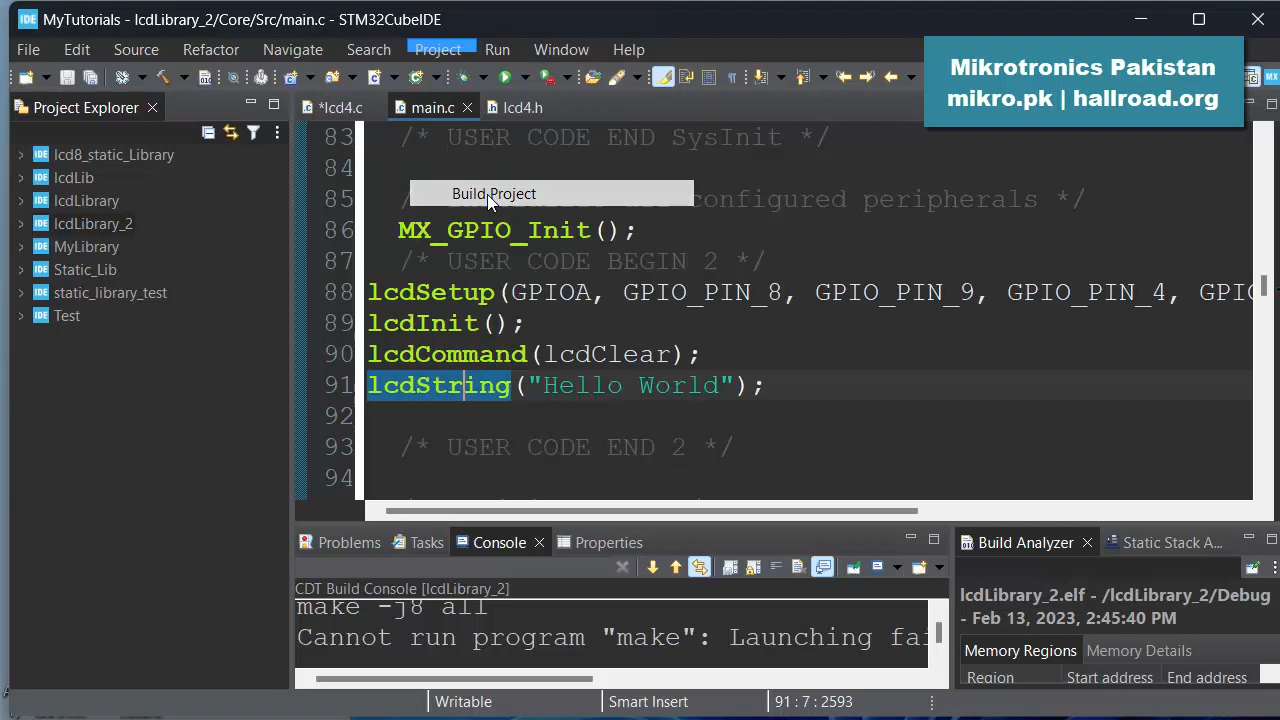 MyTutorials - lcdLibrary_2/Core/Src/main.c - STM32CubeIDE
File Edit Source Refactor Navigate Search Project Run Window Help
Mikrotronics Pakistan
mikro.pk | hallroad.org
Project Explorer
*lcd4.c main.c lcd4.h
lcd8_static_Library
lcdLib
lcdLibrary
lcdLibrary_2
MyLibrary
Static_Lib
static_library_test
Test
83 /* USER CODE END SysInit */
84
Build Project
85 /* configured peripherals */
86 MX_GPIO_Init();
87 /* USER CODE BEGIN 2 */
88 lcdSetup(GPIOA, GPIO_PIN_8, GPIO_PIN_9, GPIO_PIN_4, GPIO
89 lcdInit();
90 lcdCommand(lcdClear);
91 lcdString("Hello World");
92
93 /* USER CODE END 2 */
94
Problems Tasks Console Properties
CDT Build Console [lcdLibrary_2]
make -j8 all
Cannot run program "make": Launching fai
Build Analyzer Static Stack A...
lcdLibrary_2.elf - /lcdLibrary_2/Debug
- Feb 13, 2023, 2:45:40 PM
Memory Regions Memory Details
Region Start address End address
Writable Smart Insert 91 : 7 : 2593